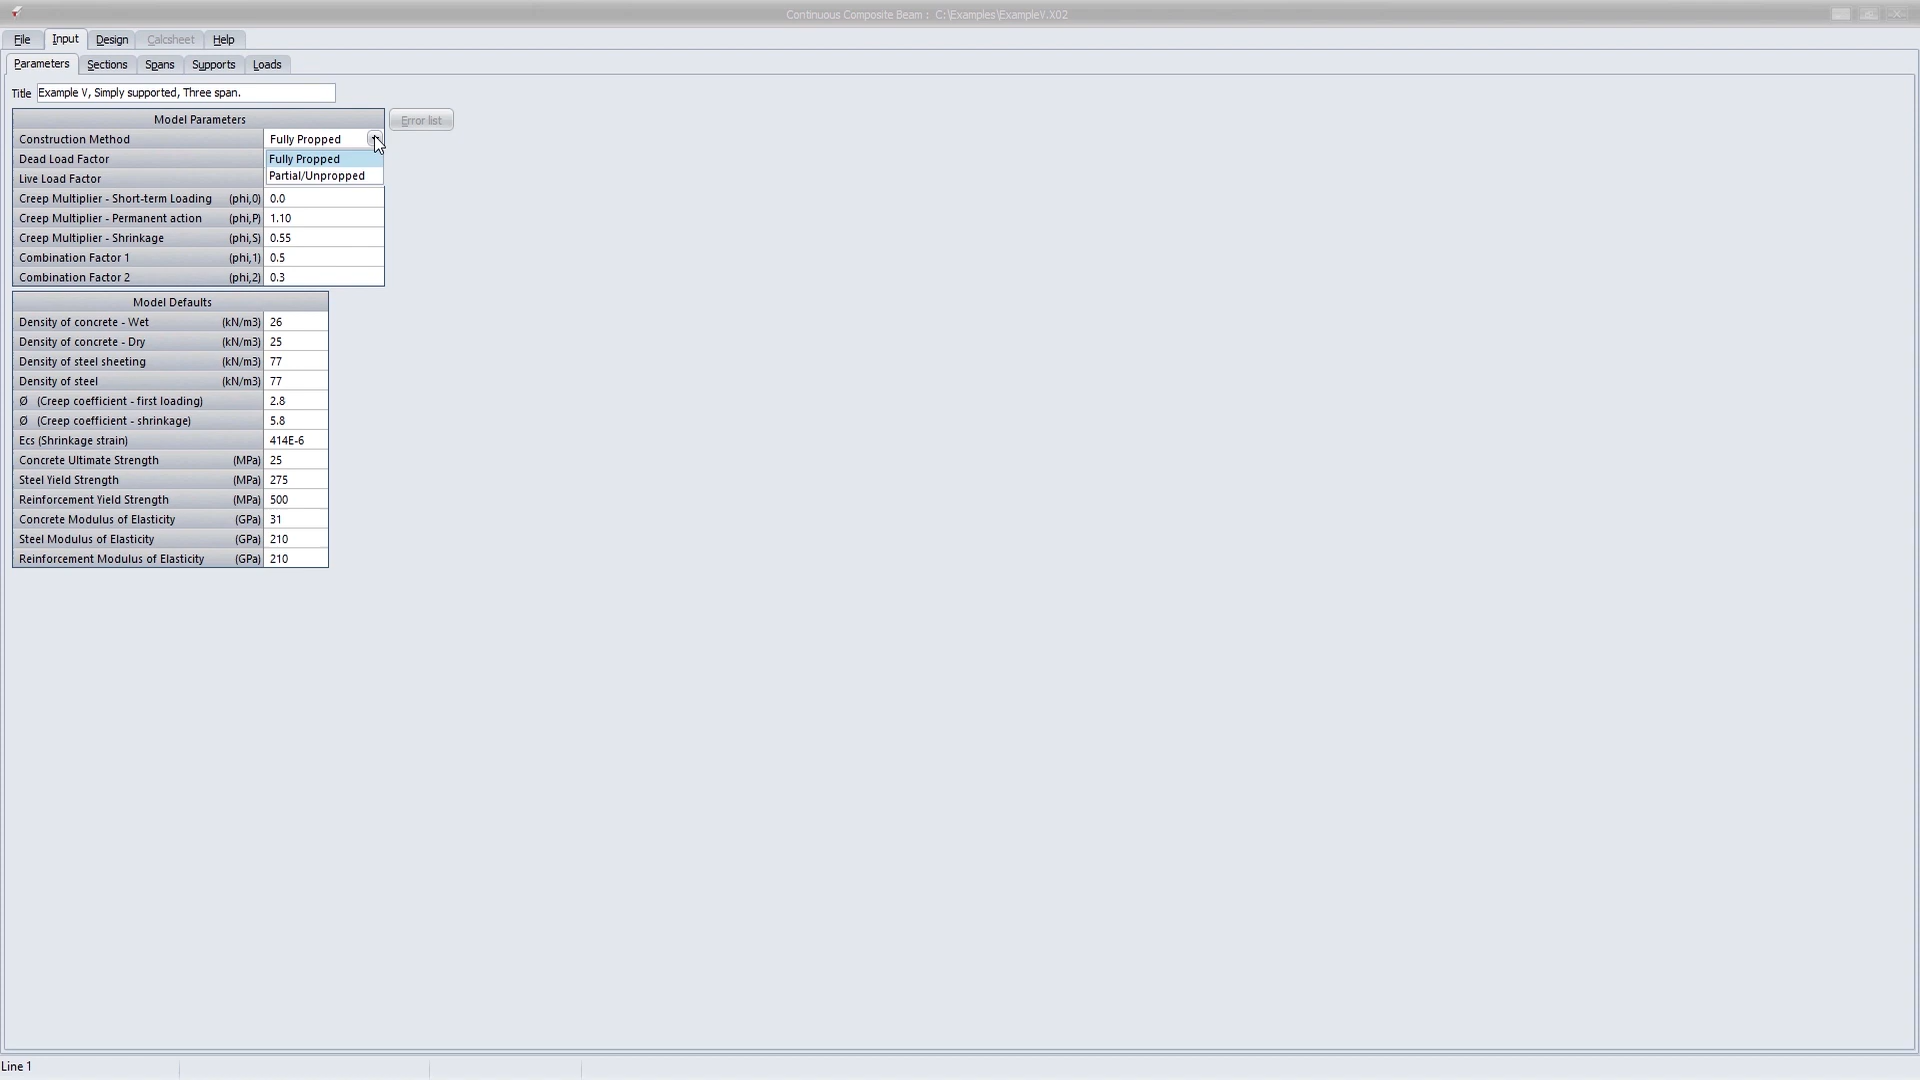 Continuous Composite Beam : C:\Examples\ExampleV.X02
File Input Design Calcsheet Help
Parameters Sections Spans Supports Loads
Title Example V, Simply supported, Three span.
Model Parameters Error list
Construction Method Fully Propped
Dead Load Factor Fully Propped
Partial/Unpropped
Live Load Factor
Creep Multiplier - Short-term Loading (phi,0) 0.0
Creep Multiplier - Permanent action (phi,P) 1.10
Creep Multiplier - Shrinkage (phi,S) 0.55
Combination Factor 1 (phi,1) 0.5
Combination Factor 2 (phi,2) 0.3
Model Defaults
Density of concrete - Wet (kN/m3) 26
Density of concrete - Dry (kN/m3) 25
Density of steel sheeting (kN/m3) 77
Density of steel (kN/m3) 77
Ø (Creep coefficient - first loading) 2.8
Ø (Creep coefficient - shrinkage) 5.8
Ecs (Shrinkage strain) 414E-6
Concrete Ultimate Strength (MPa) 25
Steel Yield Strength (MPa) 275
Reinforcement Yield Strength (MPa) 500
Concrete Modulus of Elasticity (GPa) 31
Steel Modulus of Elasticity (GPa) 210
Reinforcement Modulus of Elasticity (GPa) 210
Line 1